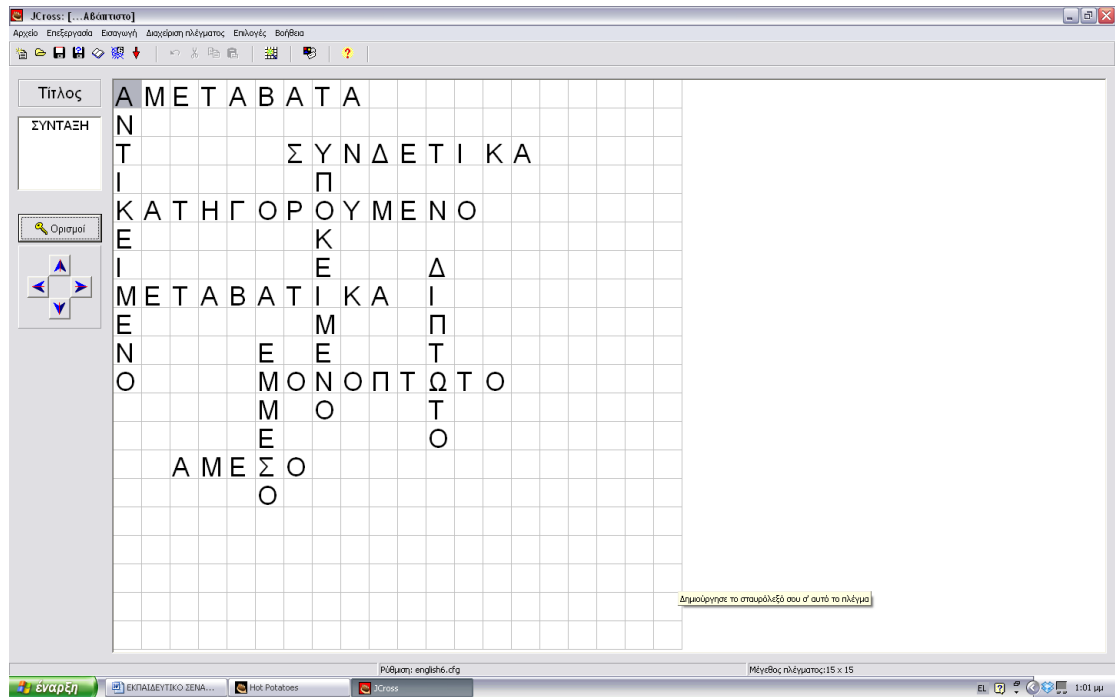 JCross: [...Αβάπτιστο]
Αρχείο Επεξεργασία Εισαγωγή Διαχείριση πλέγματος Επιλογές Βοήθεια
Τίτλος
ΣΥΝΤΑΞΗ
Ορισμοί
ΑΜΕΤΑΒΑΤΑ
Ν
Τ ΣΥΝΔΕΤΙΚΑ
Ι Π
ΚΑΤΗΓΟΡΟΥΜΕΝΟ
Ε Κ
Ι Ε Δ
ΜΕΤΑΒΑΤΙΚΑ Ι
Ε Μ Π
Ν Ε Ε Τ
Ο ΜΟΝΟΠΤΩΤΟ
Μ Ο Τ
Ε Ο
ΑΜΕΣΟ
Ο
Δημιούργησε το σταυρόλεξό σου σ' αυτό το πλέγμα
Ρύθμιση: english6.cfg Μέγεθος πλέγματος:15 x 15
έναρξη ΕΚΠΑΙΔΕΥΤΙΚΟ ΣΕΝΑ... Hot Potatoes JCross EL 1:01 μμ